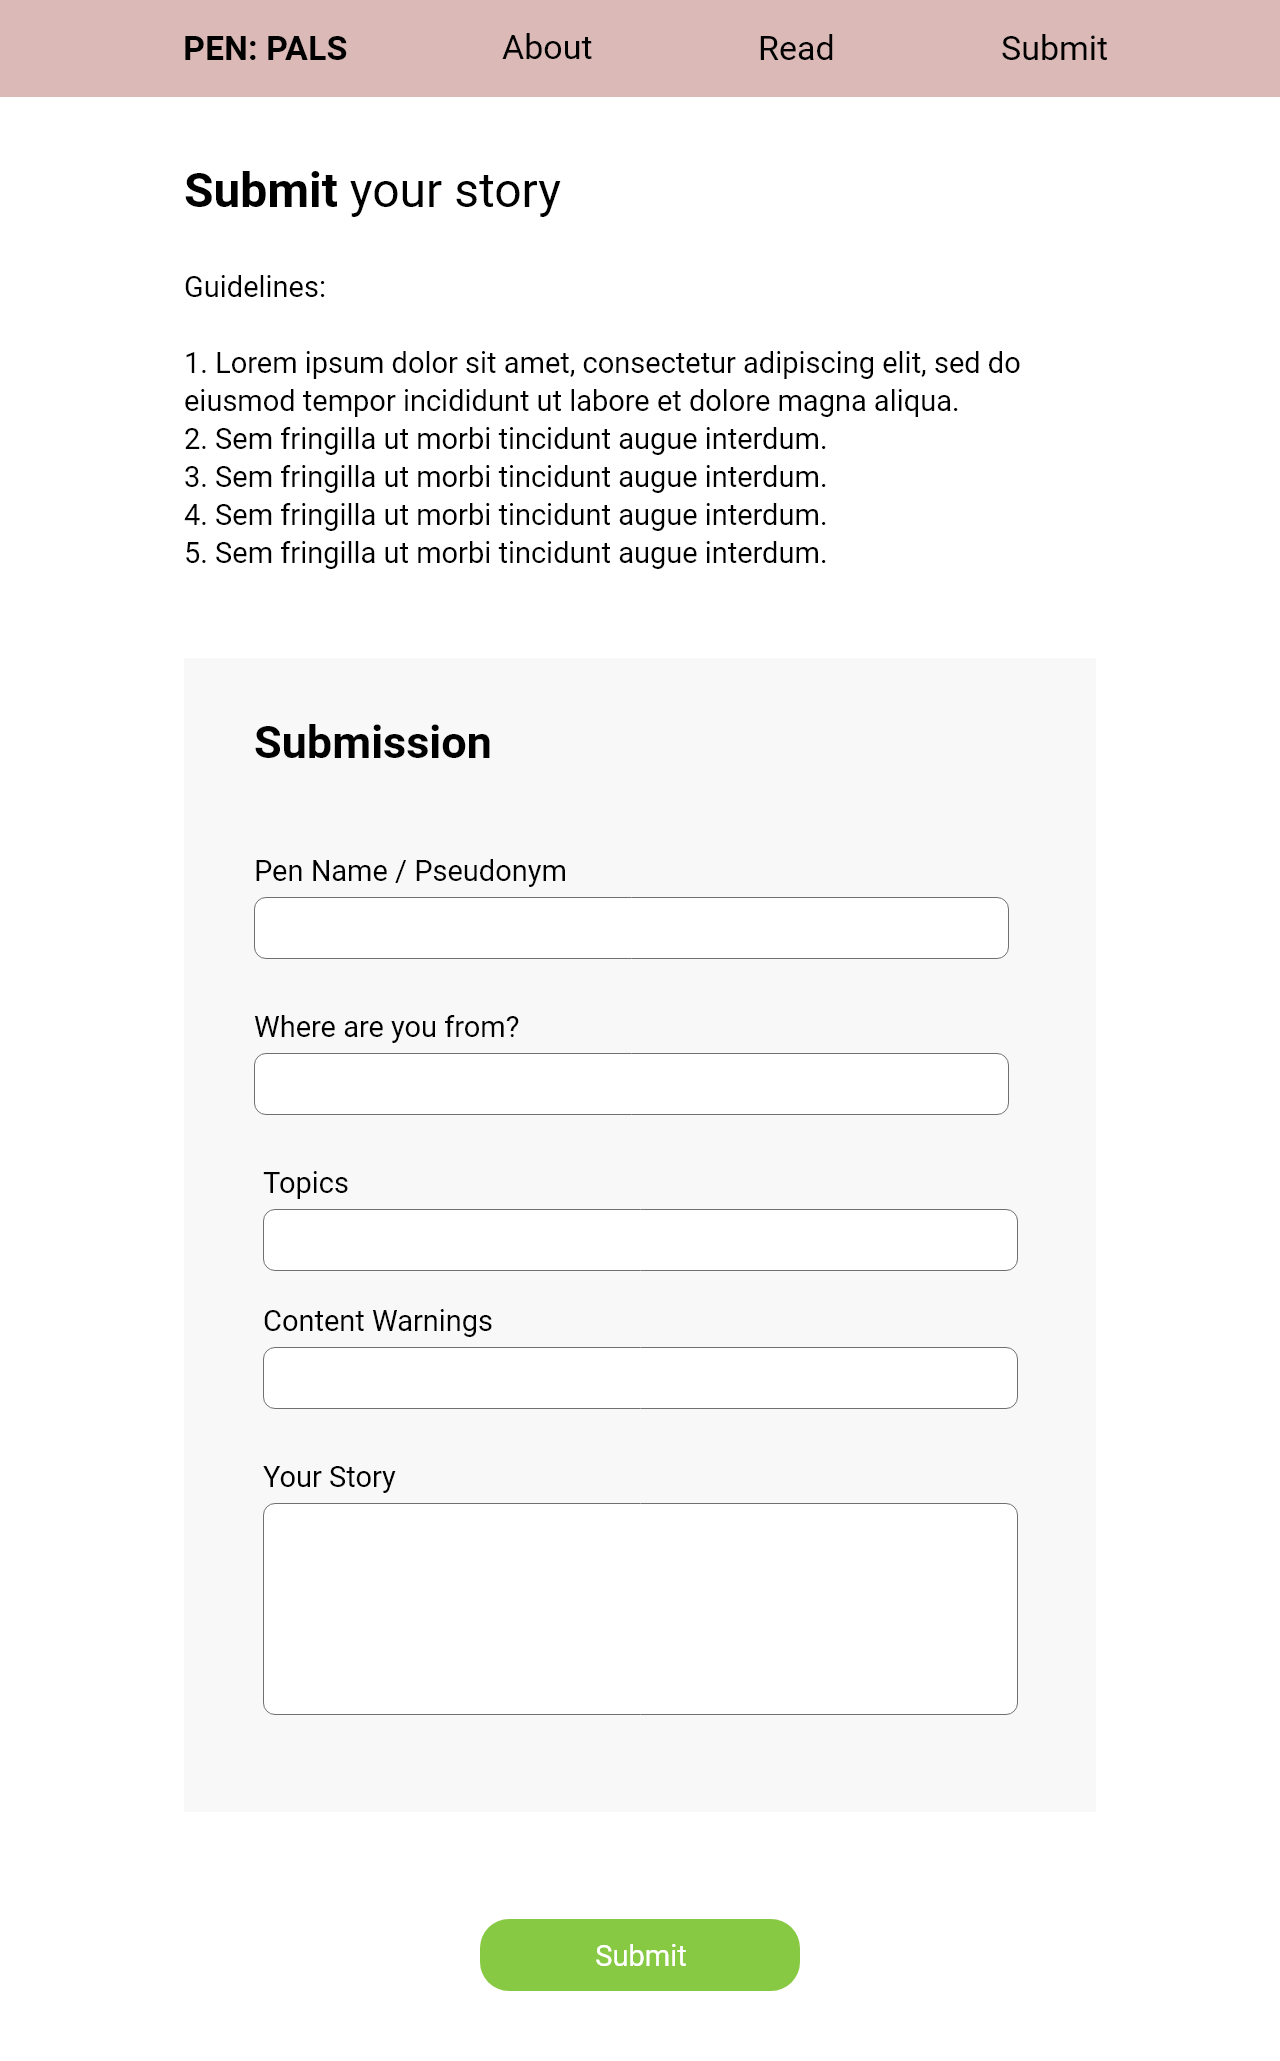 PEN: PALS About Read Submit
Submit your story
Guidelines:
1. Lorem ipsum dolor sit amet, consectetur adipiscing elit, sed do
eiusmod tempor incididunt ut labore et dolore magna aliqua.
2. Sem fringilla ut morbi tincidunt augue interdum.
3. Sem fringilla ut morbi tincidunt augue interdum.
4. Sem fringilla ut morbi tincidunt augue interdum.
5. Sem fringilla ut morbi tincidunt augue interdum.
Submission
Pen Name / Pseudonym
Where are you from?
Topics
Content Warnings
Your Story
Submit